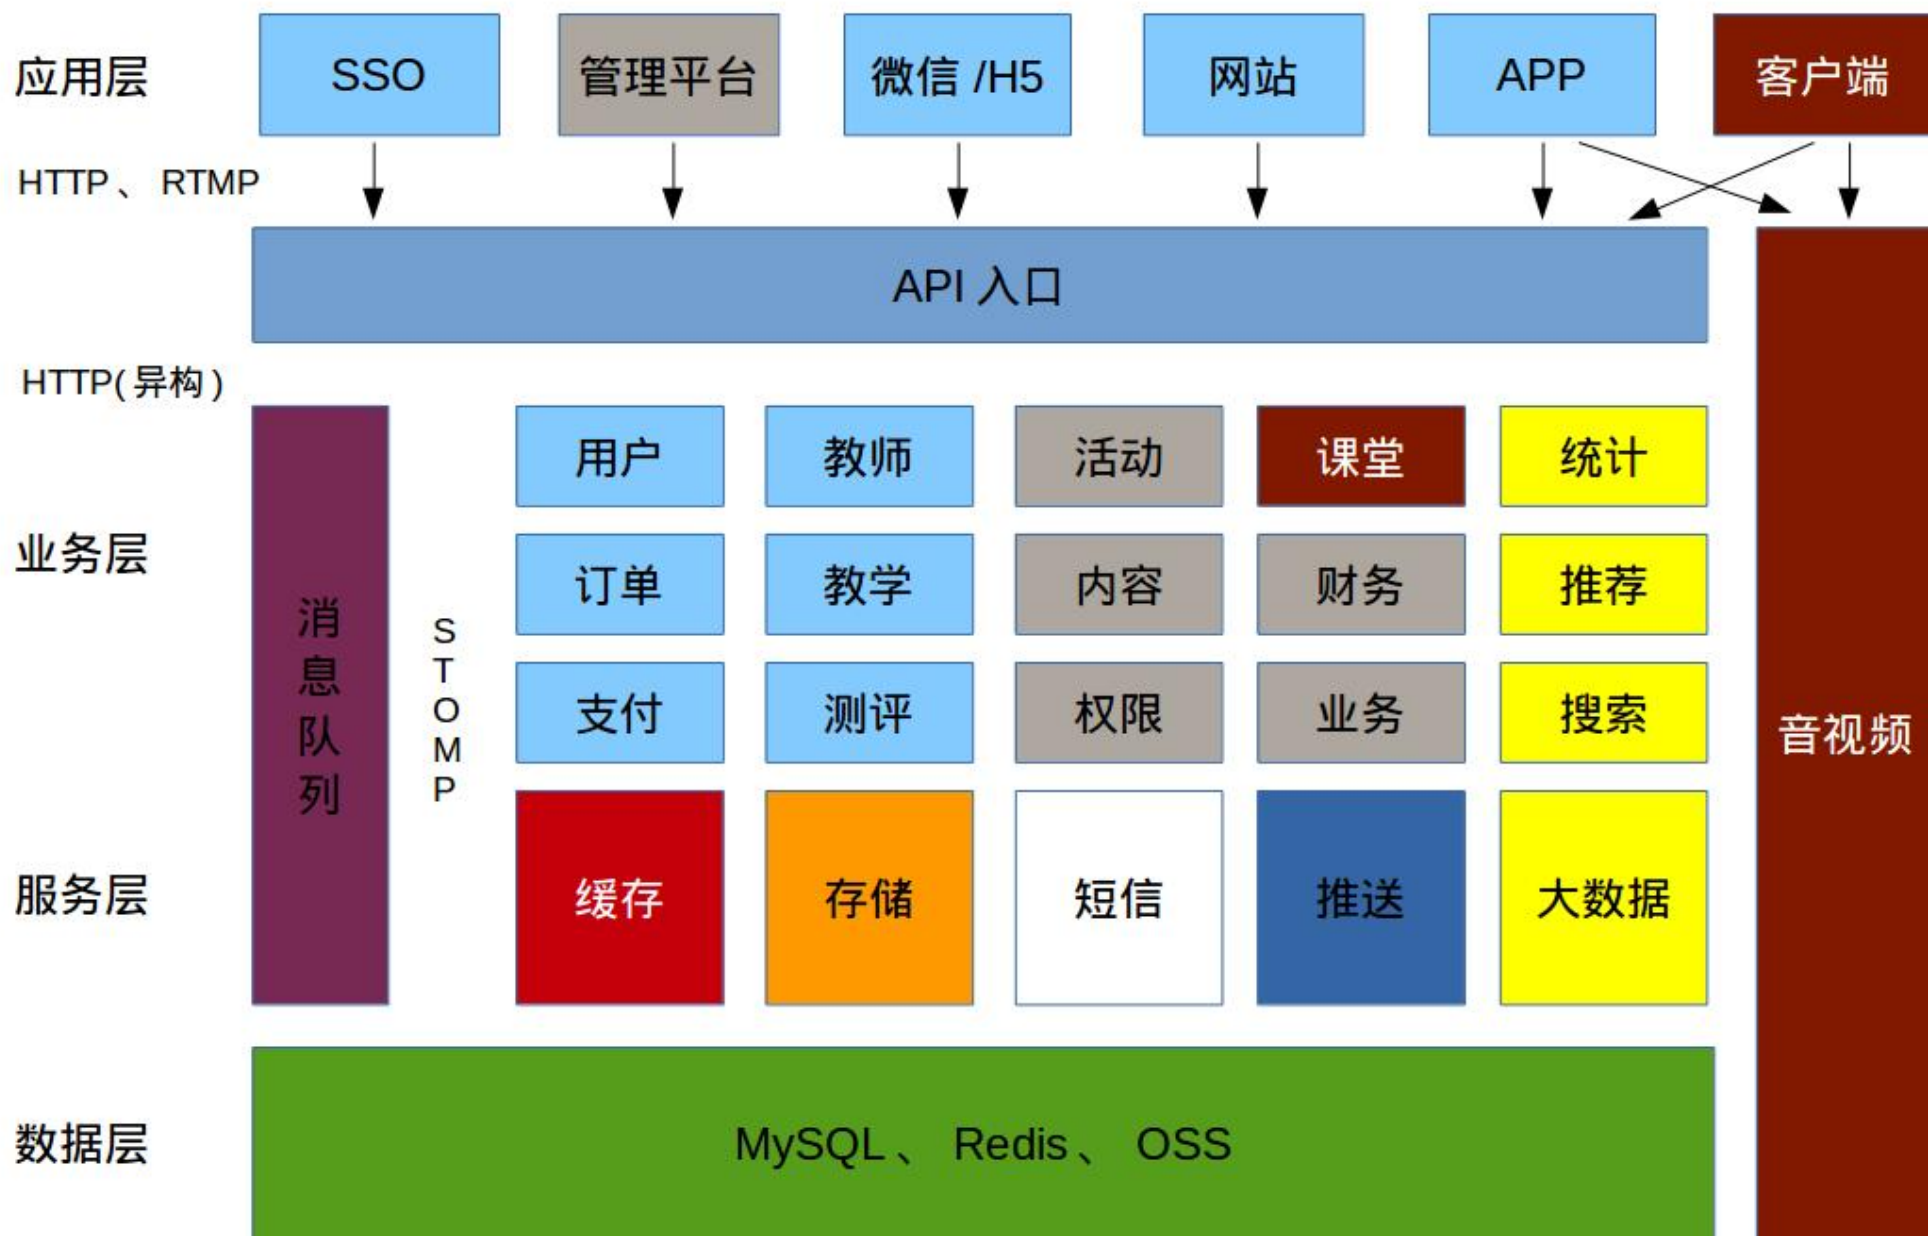 应用层
SSO
管理平台
微信 /H5
网站
APP
客户端
HTTP 、 RTMP
API 入口
HTTP( 异构 )
业务层
消息队列
STOMP
用户
教师
活动
课堂
统计
订单
教学
内容
财务
推荐
支付
测评
权限
业务
搜索
音视频
服务层
缓存
存储
短信
推送
大数据
数据层
MySQL 、 Redis 、 OSS